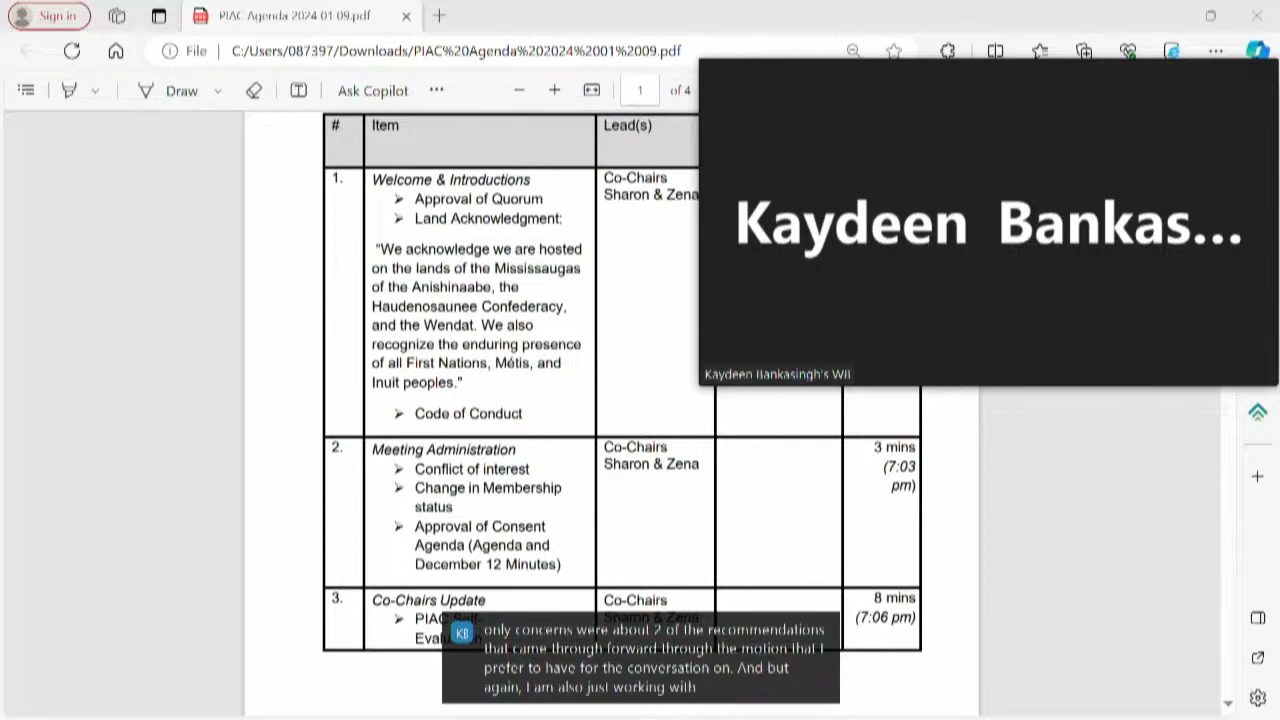 Sign in
PIAC Agenda 2024 01 09.pdf
File
C:/Users/087397/Downloads/PIAC%20Agenda%202024%2001%2009.pdf
Draw
Ask Copilot
1 of 4
# Item Lead(s)
1. Welcome & Introductions
Co-Chairs
Sharon & Zena
➢ Approval of Quorum
➢ Land Acknowledgment:
"We acknowledge we are hosted
on the lands of the Mississaugas
of the Anishinaabe, the
Haudenosaunee Confederacy,
and the Wendat. We also
recognize the enduring presence
of all First Nations, Métis, and
Inuit peoples."
➢ Code of Conduct
2. Meeting Administration
➢ Conflict of interest
➢ Change in Membership
status
➢ Approval of Consent
Agenda (Agenda and
December 12 Minutes)
Co-Chairs
Sharon & Zena
3 mins
(7:03
pm)
3. Co-Chairs Update
➢ PIAC Self-
Co-Chairs
Sharon & Zena
8 mins
(7:06 pm)
Kaydeen Bankas...
Kaydeen Bankasingh's WB
KB
only concerns were about 2 of the recommendations
that came through forward through the motion that I
prefer to have for the conversation on. And but
again, I am also just working with